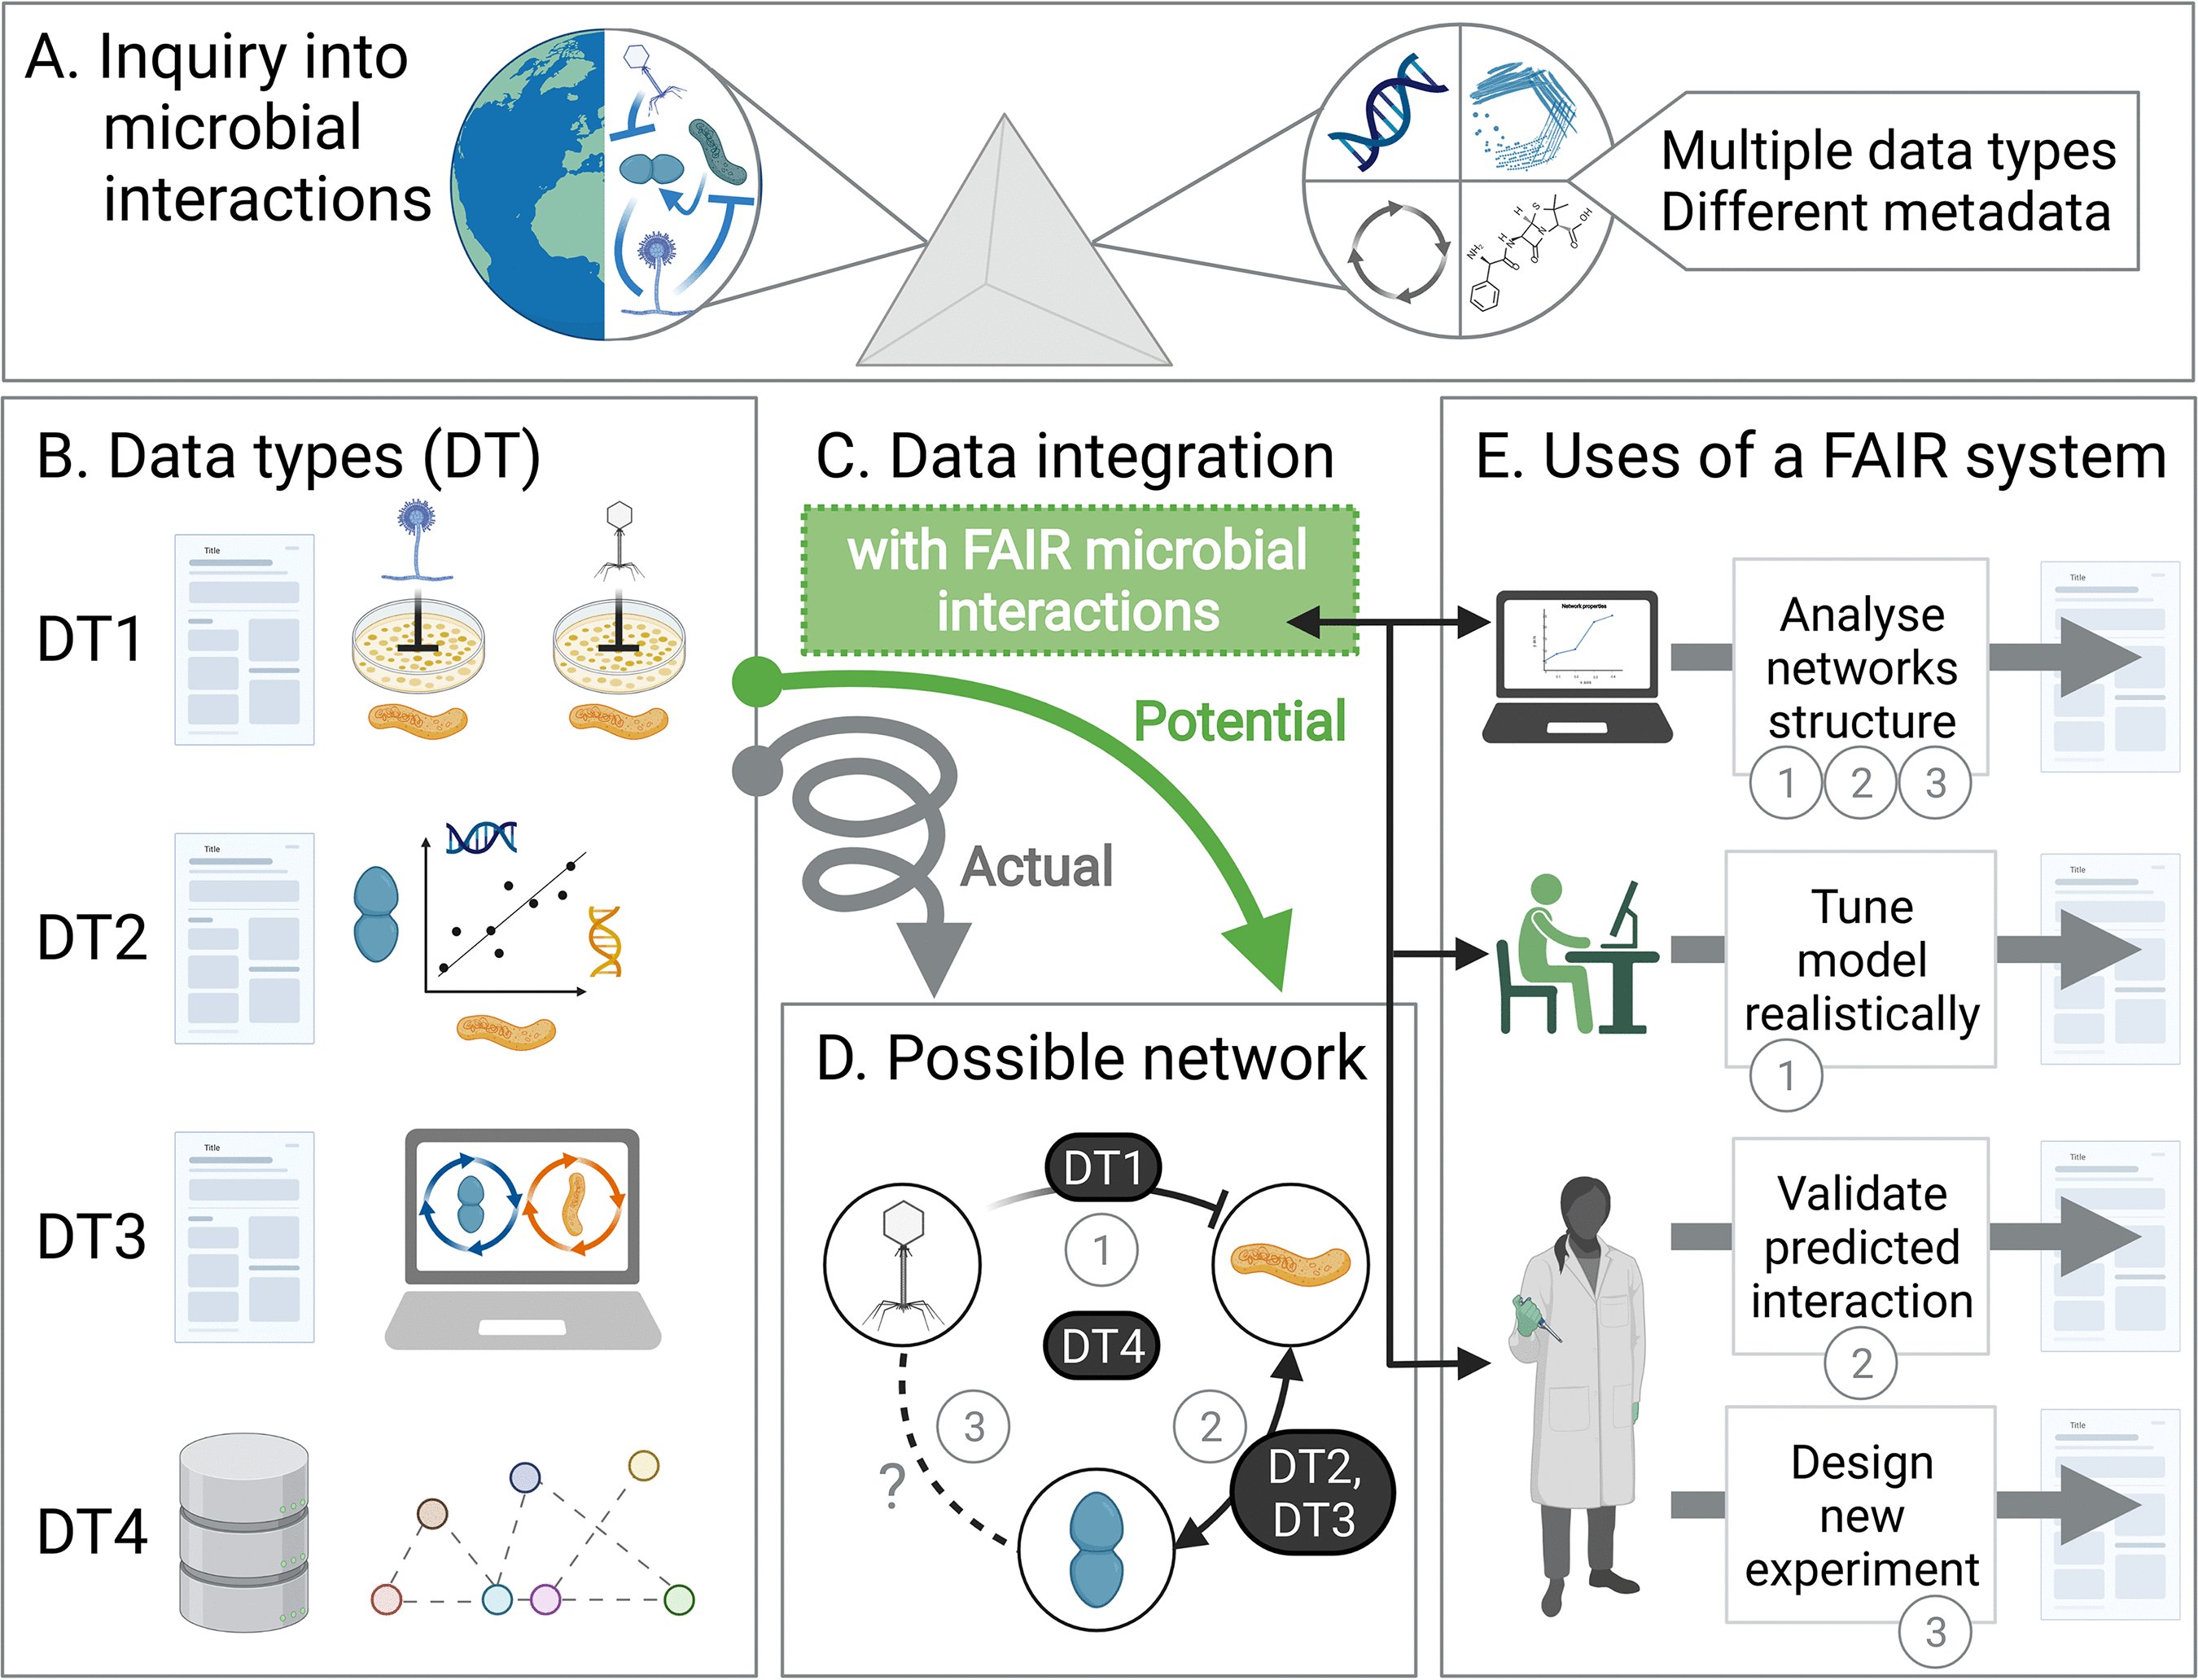 A. Inquiry into
microbial
interactions
Multiple data types
Different metadata
NH₂
H
N
H
S
N
O
O
O
OH
B. Data types (DT)
DT1
Title
DT2
Title
DT3
Title
DT4
C. Data integration
with FAIR microbial
interactions
Potential
Actual
D. Possible network
DT1
1
DT4
3
2
?
DT2,
DT3
E. Uses of a FAIR system
Network properties
Analyse
networks
structure
1 2 3
Title
Tune
model
realistically
1
Title
Validate
predicted
interaction
2
Title
Design
new
experiment
3
Title